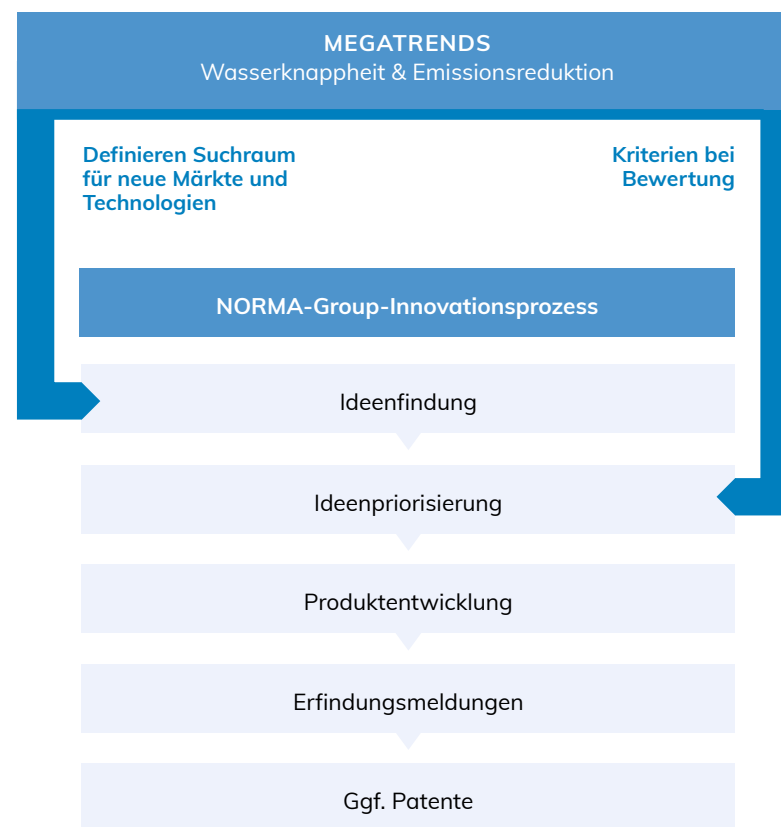 MEGATRENDS
Wasserknappheit & Emissionsreduktion
Definieren Suchraum
für neue Märkte und
Technologien
Kriterien bei
Bewertung
NORMA-Group-Innovationsprozess
Ideenfindung
Ideenpriorisierung
Produktentwicklung
Erfindungsmeldungen
Ggf. Patente